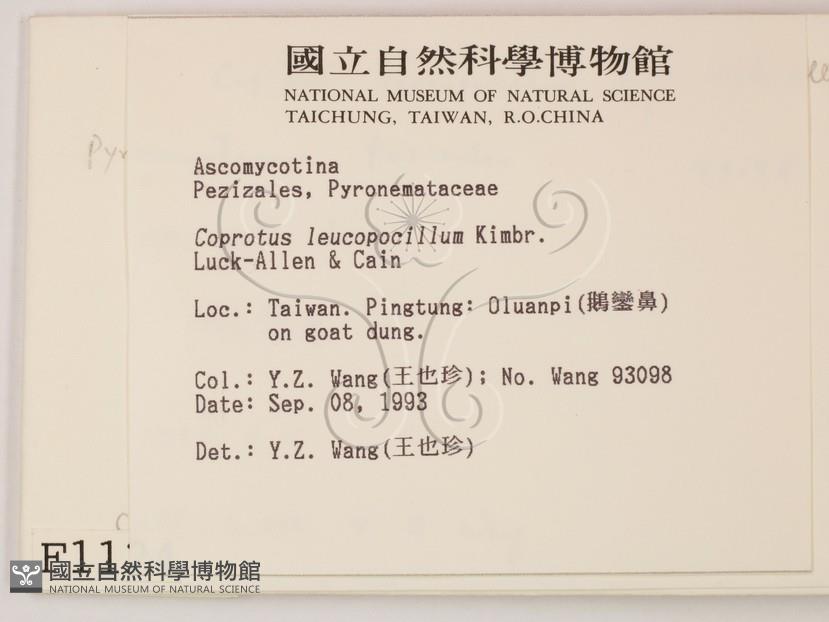 國立自然科學博物館
NATIONAL MUSEUM OF NATURAL SCIENCE
TAICHUNG, TAIWAN, R.O.CHINA
Ascomycotina
Pezizales, Pyronemataceae
Coprotus leucopocillum Kimbr.
Luck-Allen & Cain
Loc.: Taiwan. Pingtung: Oluanpi(鵝鑾鼻)
on goat dung.
Col.: Y.Z. Wang(王也珍); No. Wang 93098
Date: Sep. 08, 1993
Det.: Y.Z. Wang(王也珍)
國立自然科學博物館
NATIONAL MUSEUM OF NATURAL SCIENCE